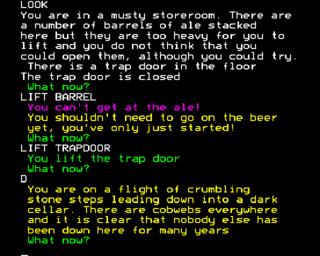 LOOK
You are in a musty storeroom. There are
a number of barrels of ale stacked
here but they are too heavy for you to
lift and you do not think that you
could open them, although you could try.
There is a trap door in the floor
The trap door is closed
What now?
LIFT BARREL
You can't get at the ale!
You shouldn't need to go on the beer
yet, you've only just started!
What now?
LIFT TRAPDOOR
You lift the trap door
What now?
D
You are on a flight of crumbling
stone steps leading down into a dark
cellar. There are cobwebs everywhere
and it is clear that nobody else has
been down here for many years
What now?